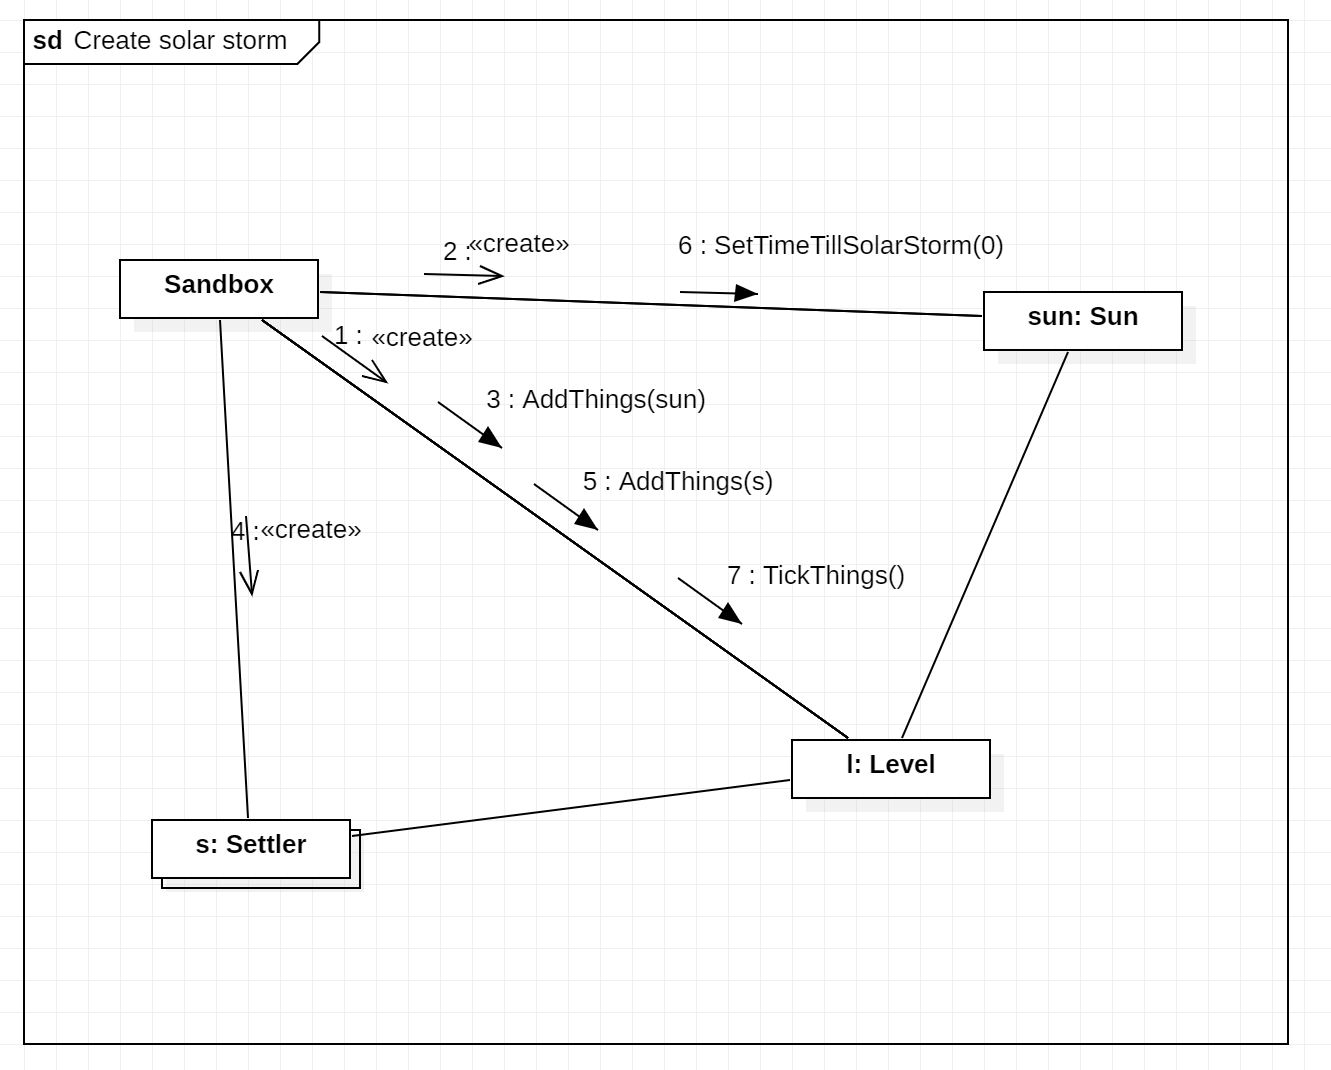 sd Create solar storm
2 : «create»
6 : SetTimeTillSolarStorm(0)
Sandbox
sun: Sun
1 : «create»
3 : AddThings(sun)
5 : AddThings(s)
4 : «create»
7 : TickThings()
l: Level
s: Settler